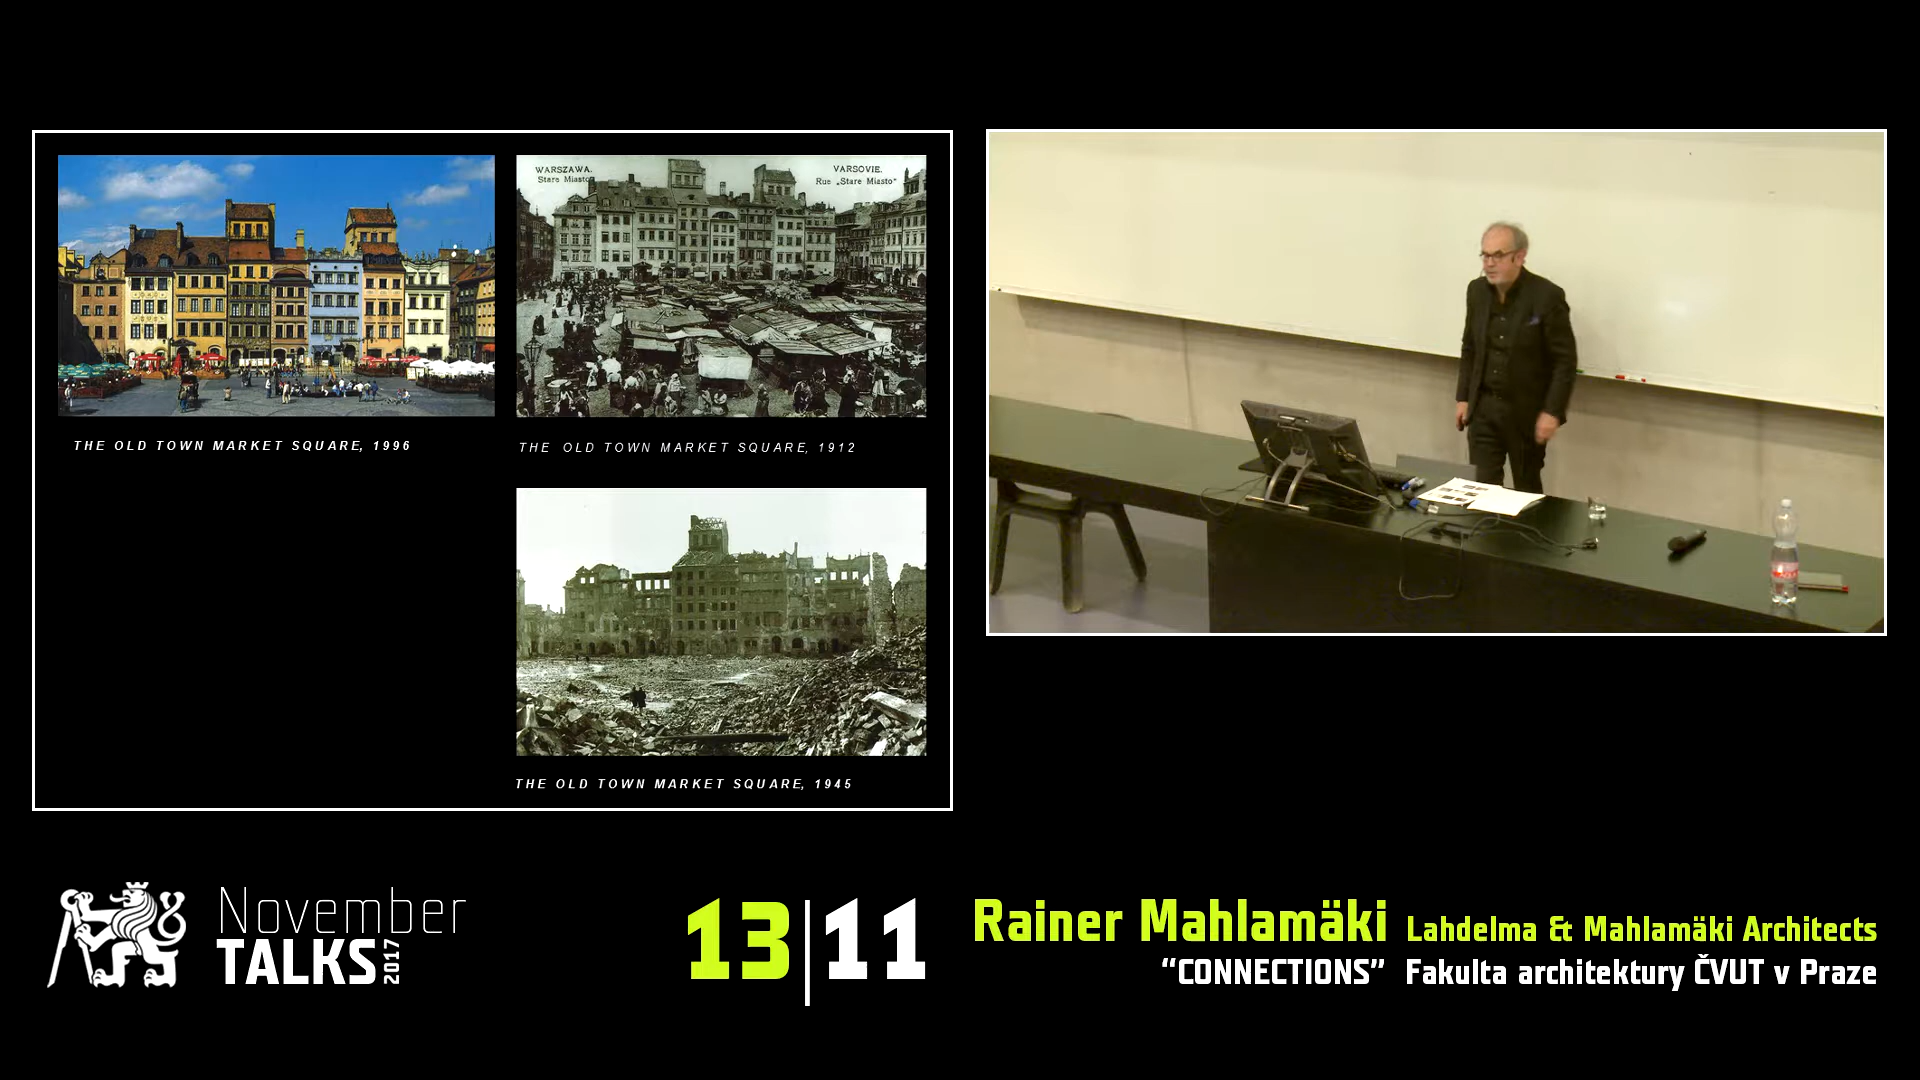 WARSZAWA.
Stare Miasto
VARSOVIE.
Rue „Stare Miasto"
THE OLD TOWN MARKET SQUARE, 1996
THE OLD TOWN MARKET SQUARE, 1912
THE OLD TOWN MARKET SQUARE, 1945
November
TALKS 2017
13|11
Rainer Mahlamäki Lahdelma & Mahlamäki Architects
“CONNECTIONS” Fakulta architektury ČVUT v Praze